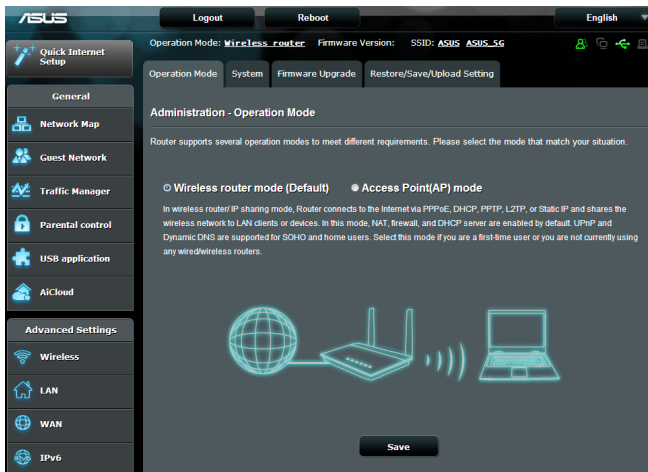 ASUS
Logout
Reboot
English
Quick Internet
Setup
Operation Mode: Wireless router Firmware Version: SSID: ASUS ASUS_5G
Operation Mode
System
Firmware Upgrade
Restore/Save/Upload Setting
General
Network Map
Guest Network
Traffic Manager
Parental control
USB application
AiCloud
Advanced Settings
Wireless
LAN
WAN
IPv6
Administration - Operation Mode
Router supports several operation modes to meet different requirements. Please select the mode that match your situation.
Wireless router mode (Default)
Access Point(AP) mode
In wireless router/ IP sharing mode, Router connects to the Internet via PPPoE, DHCP, PPTP, L2TP, or Static IP and shares the
wireless network to LAN clients or devices. In this mode, NAT, firewall, and DHCP server are enabled by default. UPnP and
Dynamic DNS are supported for SOHO and home users. Select this mode if you are a first-time user or you are not currently using
any wired/wireless routers.
Save